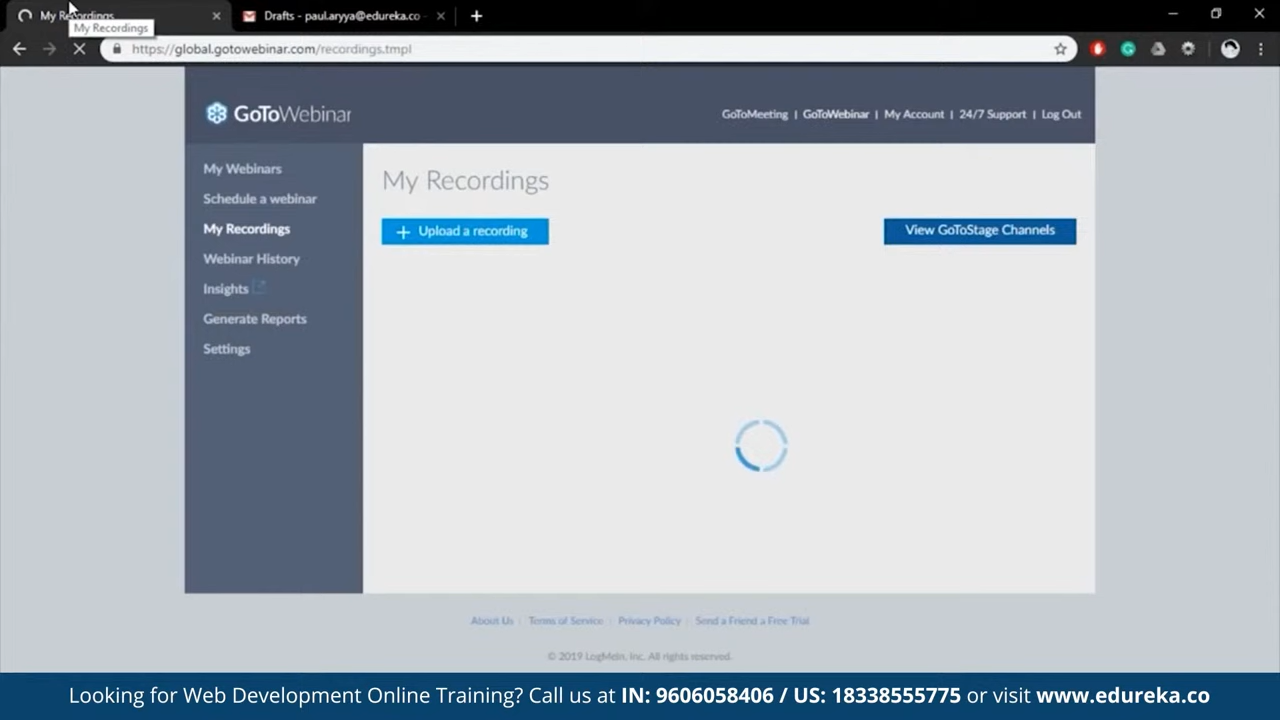 My Recordings
Drafts - paul.aryya@edureka.co
My Recordings
https://global.gotowebinar.com/recordings.tmpl
GoToWebinar
GoToMeeting | GoToWebinar | My Account | 24/7 Support | Log Out
My Webinars
Schedule a webinar
My Recordings
Webinar History
Insights
Generate Reports
Settings
My Recordings
+ Upload a recording
View GoToStage Channels
About Us | Terms of Service | Privacy Policy | Send a Friend a Free Trial
© 2019 LogMeIn, Inc. All rights reserved.
Looking for Web Development Online Training? Call us at IN: 9606058406 / US: 18338555775 or visit www.edureka.co